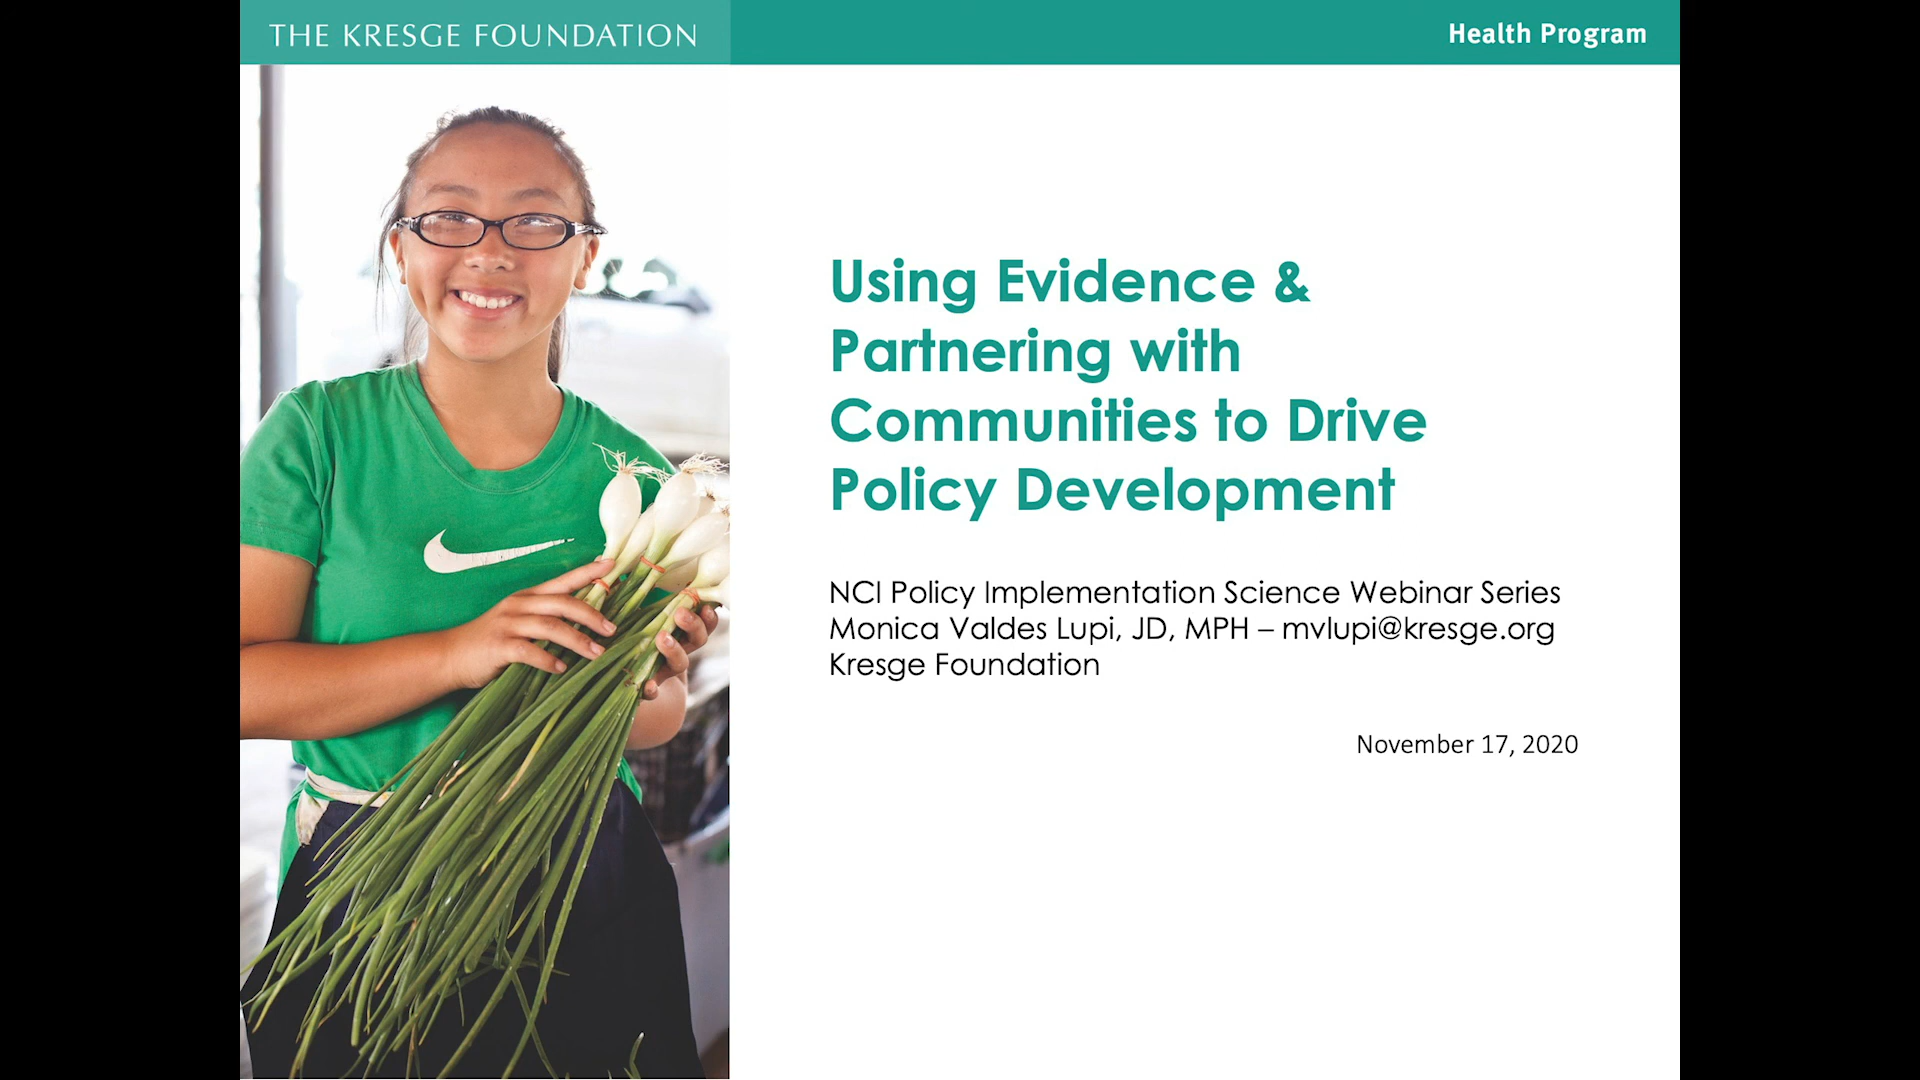 THE KRESGE FOUNDATION
Health Program
Using Evidence &
Partnering with
Communities to Drive
Policy Development
NCI Policy Implementation Science Webinar Series
Monica Valdes Lupi, JD, MPH – mvlupi@kresge.org
Kresge Foundation
November 17, 2020